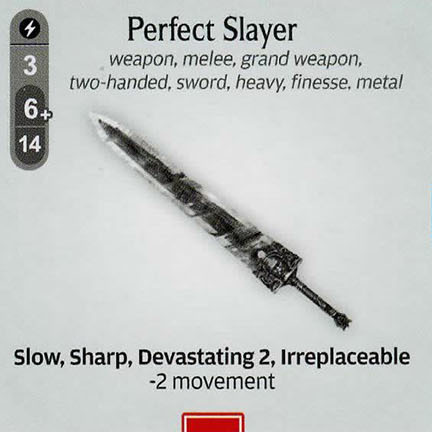 Perfect Slayer
weapon, melee, grand weapon,
two-handed, sword, heavy, finesse, metal
3
6+
14
Slow, Sharp, Devastating 2, Irreplaceable
-2 movement